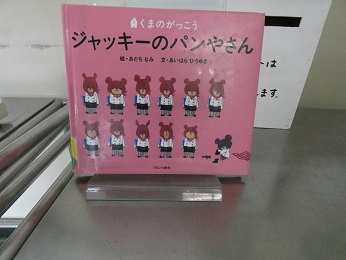 くまのがっこう
ジャッキーのパンやさん
絵・あだち なみ　文・あいはら ひろゆき
は
ます。